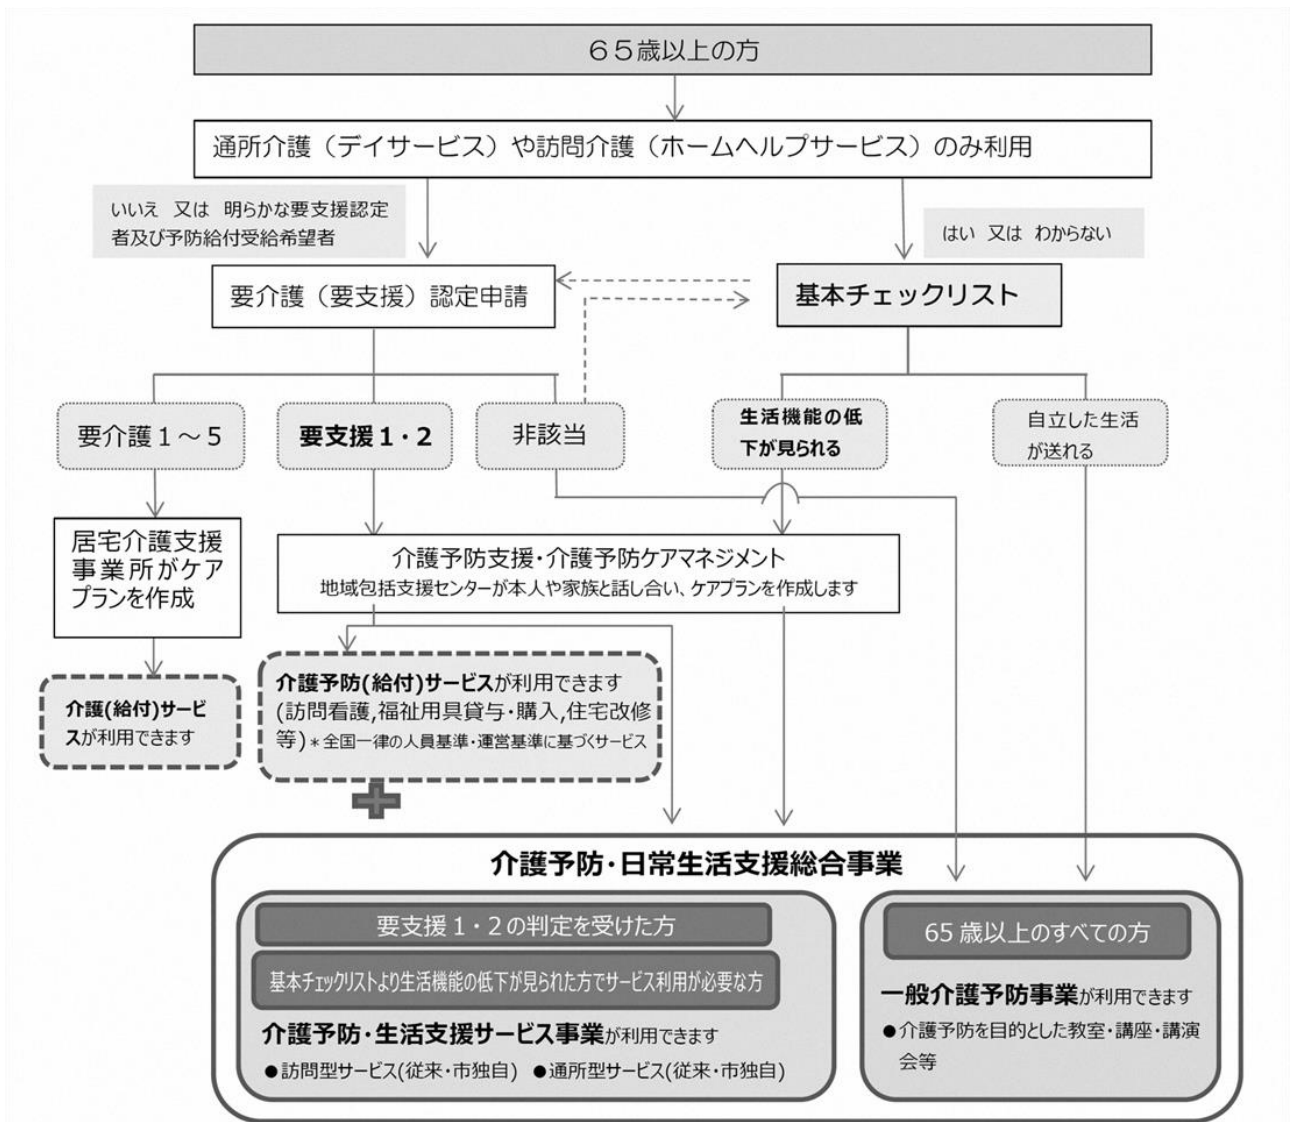 ６５歳以上の方
通所介護（デイサービス）や訪問介護（ホームヘルプサービス）のみ利用
いいえ　又は　明らかな要支援認定
者及び予防給付受給希望者
はい　又は　わからない
要介護（要支援）認定申請
基本チェックリスト
要介護１～５
要支援１・２
非該当
生活機能の低
下が見られる
自立した生活
が送れる
居宅介護支援
事業所がケア
プランを作成
介護予防支援・介護予防ケアマネジメント
地域包括支援センターが本人や家族と話し合い、ケアプランを作成します
介護(給付)サービ
スが利用できます
介護予防(給付)サービスが利用できます
(訪問看護,福祉用具貸与・購入,住宅改修
等)＊全国一律の人員基準・運営基準に基づくサービス
介護予防・日常生活支援総合事業
要支援１・２の判定を受けた方
基本チェックリストより生活機能の低下が見られた方でサービス利用が必要な方
介護予防・生活支援サービス事業が利用できます
●訪問型サービス(従来・市独自)　●通所型サービス(従来・市独自)
65 歳以上のすべての方
一般介護予防事業が利用できます
●介護予防を目的とした教室・講座・講演
会等